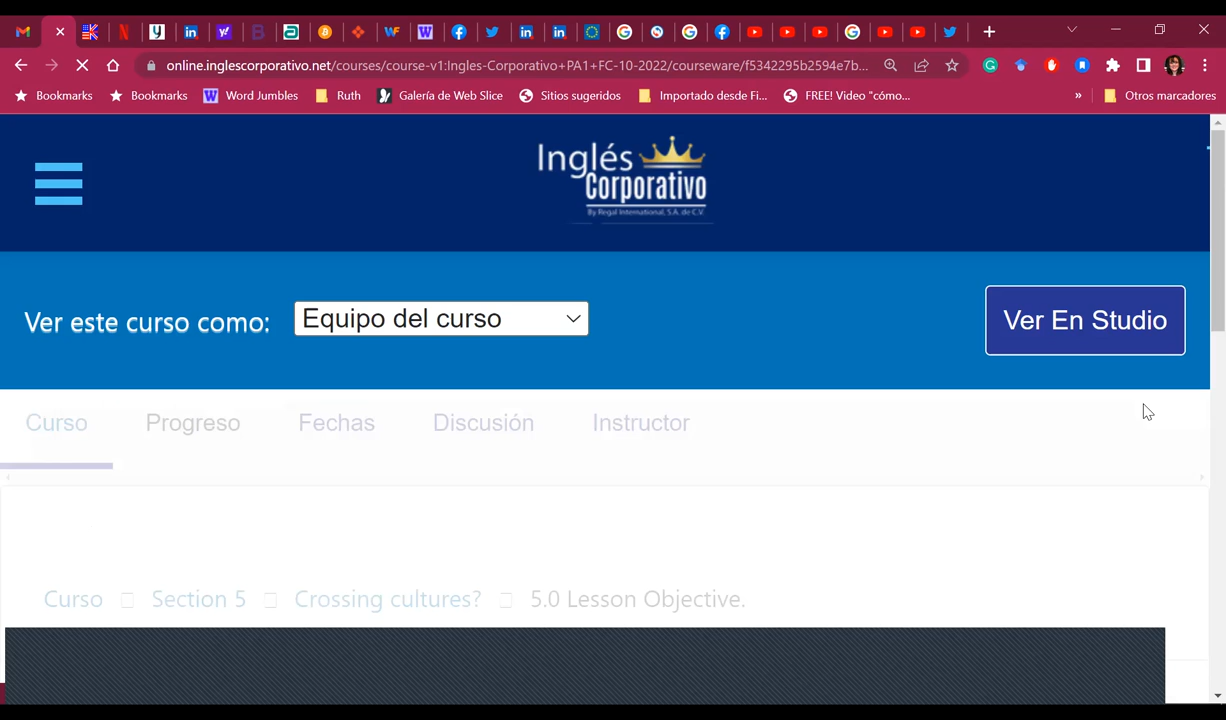 online.inglescorporativo.net/courses/course-v1:Ingles-Corporativo+PA1+FC-10-2022/courseware/f5342295b2594e7b...
Bookmarks Bookmarks Word Jumbles Ruth Galería de Web Slice Sitios sugeridos Importado desde Fi... FREE! Video "cómo... » Otros marcadores
Inglés
Corporativo
By Regal International, S.A. de C.V.
Ver este curso como: Equipo del curso Ver En Studio
Curso Progreso Fechas Discusión Instructor
Curso Section 5 Crossing cultures? 5.0 Lesson Objective.